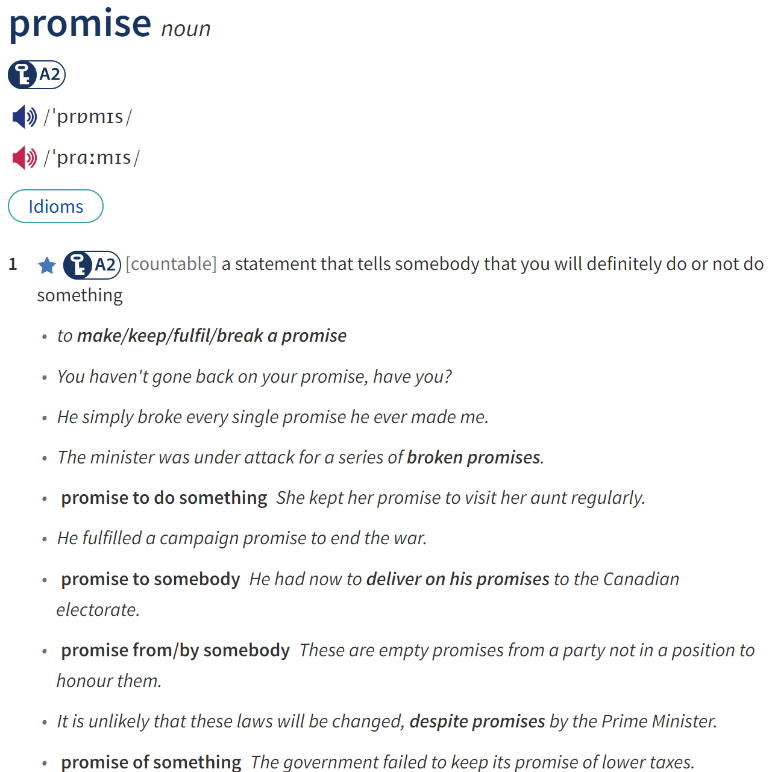 promise noun
A2
/ˈprɒmɪs/
/ˈprɑːmɪs/
Idioms
1 A2 [countable] a statement that tells somebody that you will definitely do or not do
something
• to make/keep/fulfil/break a promise
• You haven't gone back on your promise, have you?
• He simply broke every single promise he ever made me.
• The minister was under attack for a series of broken promises.
• promise to do something She kept her promise to visit her aunt regularly.
• He fulfilled a campaign promise to end the war.
• promise to somebody He had now to deliver on his promises to the Canadian
electorate.
• promise from/by somebody These are empty promises from a party not in a position to
honour them.
• It is unlikely that these laws will be changed, despite promises by the Prime Minister.
• promise of something The government failed to keep its promise of lower taxes.